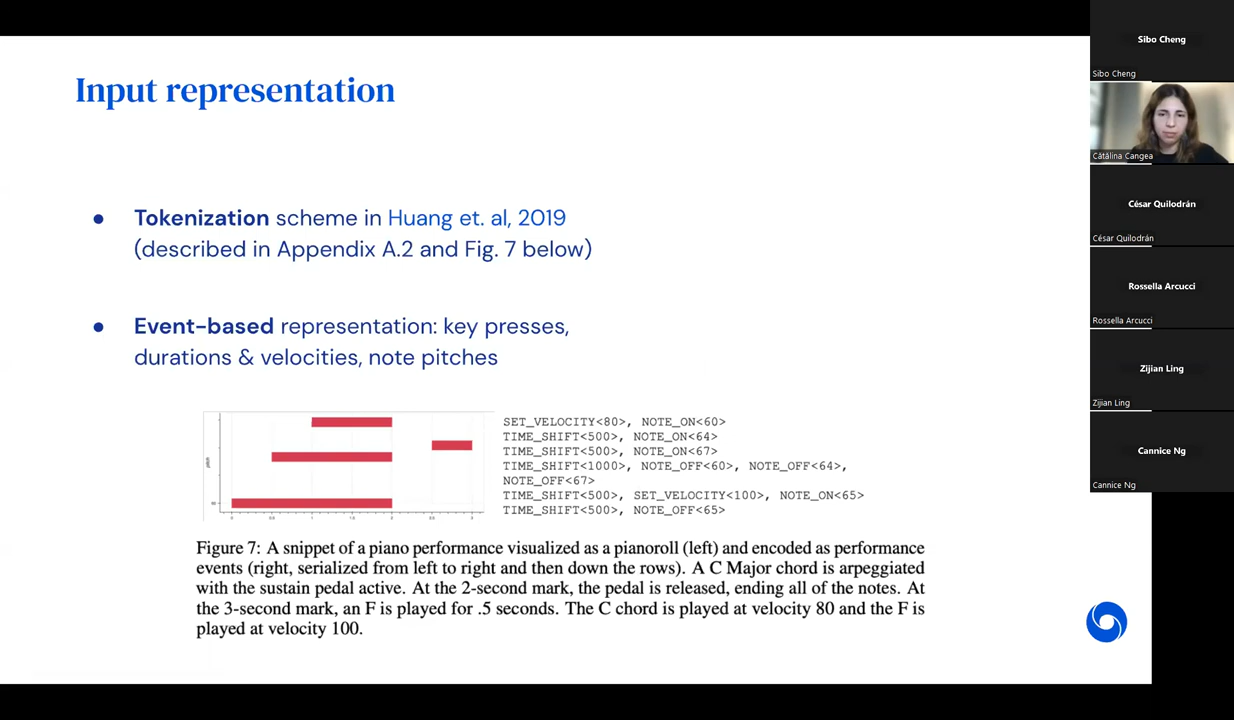 Input representation
● Tokenization scheme in Huang et. al, 2019
(described in Appendix A.2 and Fig. 7 below)
● Event-based representation: key presses,
durations & velocities, note pitches
SET_VELOCITY<80>, NOTE_ON<60>
TIME_SHIFT<500>, NOTE_ON<64>
TIME_SHIFT<500>, NOTE_ON<67>
TIME_SHIFT<1000>, NOTE_OFF<60>, NOTE_OFF<64>,
NOTE_OFF<67>
TIME_SHIFT<500>, SET_VELOCITY<100>, NOTE_ON<65>
TIME_SHIFT<500>, NOTE_OFF<65>
Figure 7: A snippet of a piano performance visualized as a pianoroll (left) and encoded as performance
events (right, serialized from left to right and then down the rows). A C Major chord is arpeggiated
with the sustain pedal active. At the 2-second mark, the pedal is released, ending all of the notes. At
the 3-second mark, an F is played for .5 seconds. The C chord is played at velocity 80 and the F is
played at velocity 100.
Sibo Cheng
Sibo Cheng
Cătălina Cangea
César Quilodrán
César Quilodrán
Rossella Arcucci
Rossella Arcucci
Zijian Ling
Zijian Ling
Cannice Ng
Cannice Ng